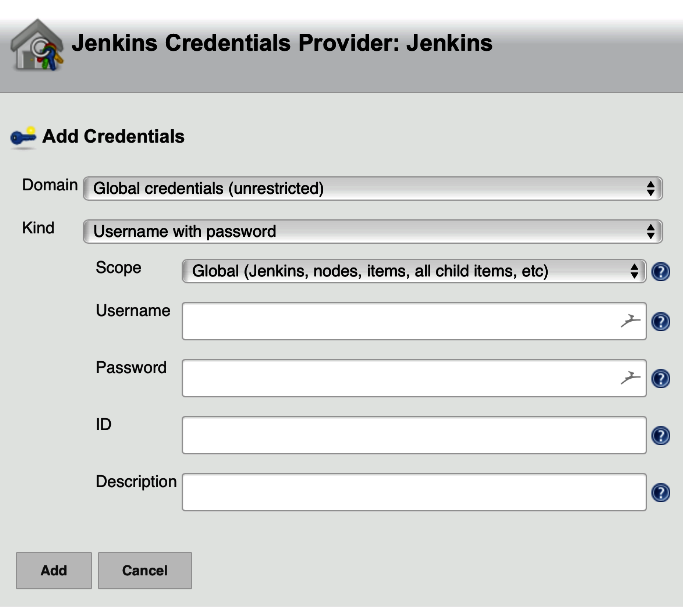 Jenkins Credentials Provider: Jenkins
Add Credentials
Domain Global credentials (unrestricted)
Kind Username with password
Scope Global (Jenkins, nodes, items, all child items, etc)
Username
Password
ID
Description
Add Cancel